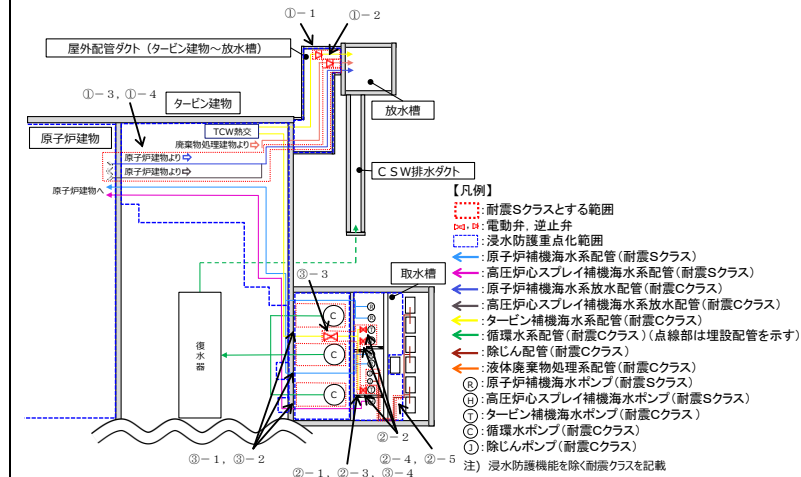 ①-1
①-2
屋外配管ダクト（タービン建物～放水槽）
①-3, ①-4
タービン建物
放水槽
原子炉建物
TCW熱交
廃棄物処理建物より
原子炉建物より
原子炉建物より
CSW排水ダクト
原子炉建物へ
【凡例】
:耐震Sクラスとする範囲
:電動弁, 逆止弁
:浸水防護重点化範囲
:原子炉補機海水系配管(耐震Sクラス)
:高圧炉心スプレイ補機海水系配管(耐震Sクラス)
:原子炉補機海水系放水配管(耐震Cクラス)
:高圧炉心スプレイ補機海水系放水配管(耐震Cクラス)
:タービン補機海水系配管(耐震Cクラス)
:循環水系配管(耐震Cクラス)(点線部は埋設配管を示す)
:除じん配管(耐震Cクラス)
:液体廃棄物処理系配管(耐震Cクラス)
Ⓡ:原子炉補機海水ポンプ(耐震Sクラス)
Ⓗ:高圧炉心スプレイ補機海水ポンプ(耐震Sクラス)
Ⓣ:タービン補機海水ポンプ(耐震Cクラス)
Ⓒ:循環水ポンプ(耐震Cクラス)
Ⓙ:除じんポンプ(耐震Cクラス)
注) 浸水防護機能を除く耐震クラスを記載
③-3
取水槽
復水器
C
C
C
R
R
②-2
③-1, ③-2
②-4, ②-5
②-1, ②-3, ③-4